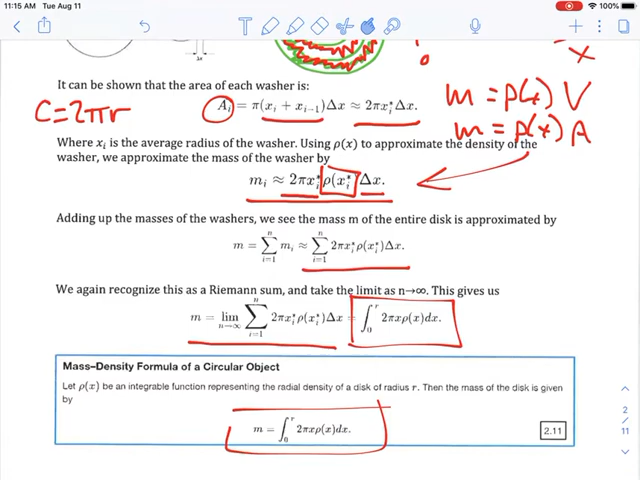 11:15 AM Tue Aug 11
100%
T
Δx
x
It can be shown that the area of each washer is:
C=2πr
A_i = π(x_i + x_{i−1})Δx ≈ 2πx_i^*Δx.
m = ρ(x) V
m = ρ(x) A
Where x_i is the average radius of the washer. Using ρ(x) to approximate the density of the
washer, we approximate the mass of the washer by
m_i ≈ 2πx_i^* ρ(x_i^*) Δx.
Adding up the masses of the washers, we see the mass m of the entire disk is approximated by
m = ∑_{i=1}^{n} m_i ≈ ∑_{i=1}^{n} 2πx_i^*ρ(x_i^*)Δx.
We again recognize this as a Riemann sum, and take the limit as n→∞. This gives us
m = lim_{n→∞} ∑_{i=1}^{n} 2πx_i^*ρ(x_i^*)Δx = ∫_0^r 2πxρ(x)dx.
Mass–Density Formula of a Circular Object
Let ρ(x) be an integrable function representing the radial density of a disk of radius r. Then the mass of the disk is given
by
m = ∫_0^r 2πxρ(x)dx.
2.11
2
/
11